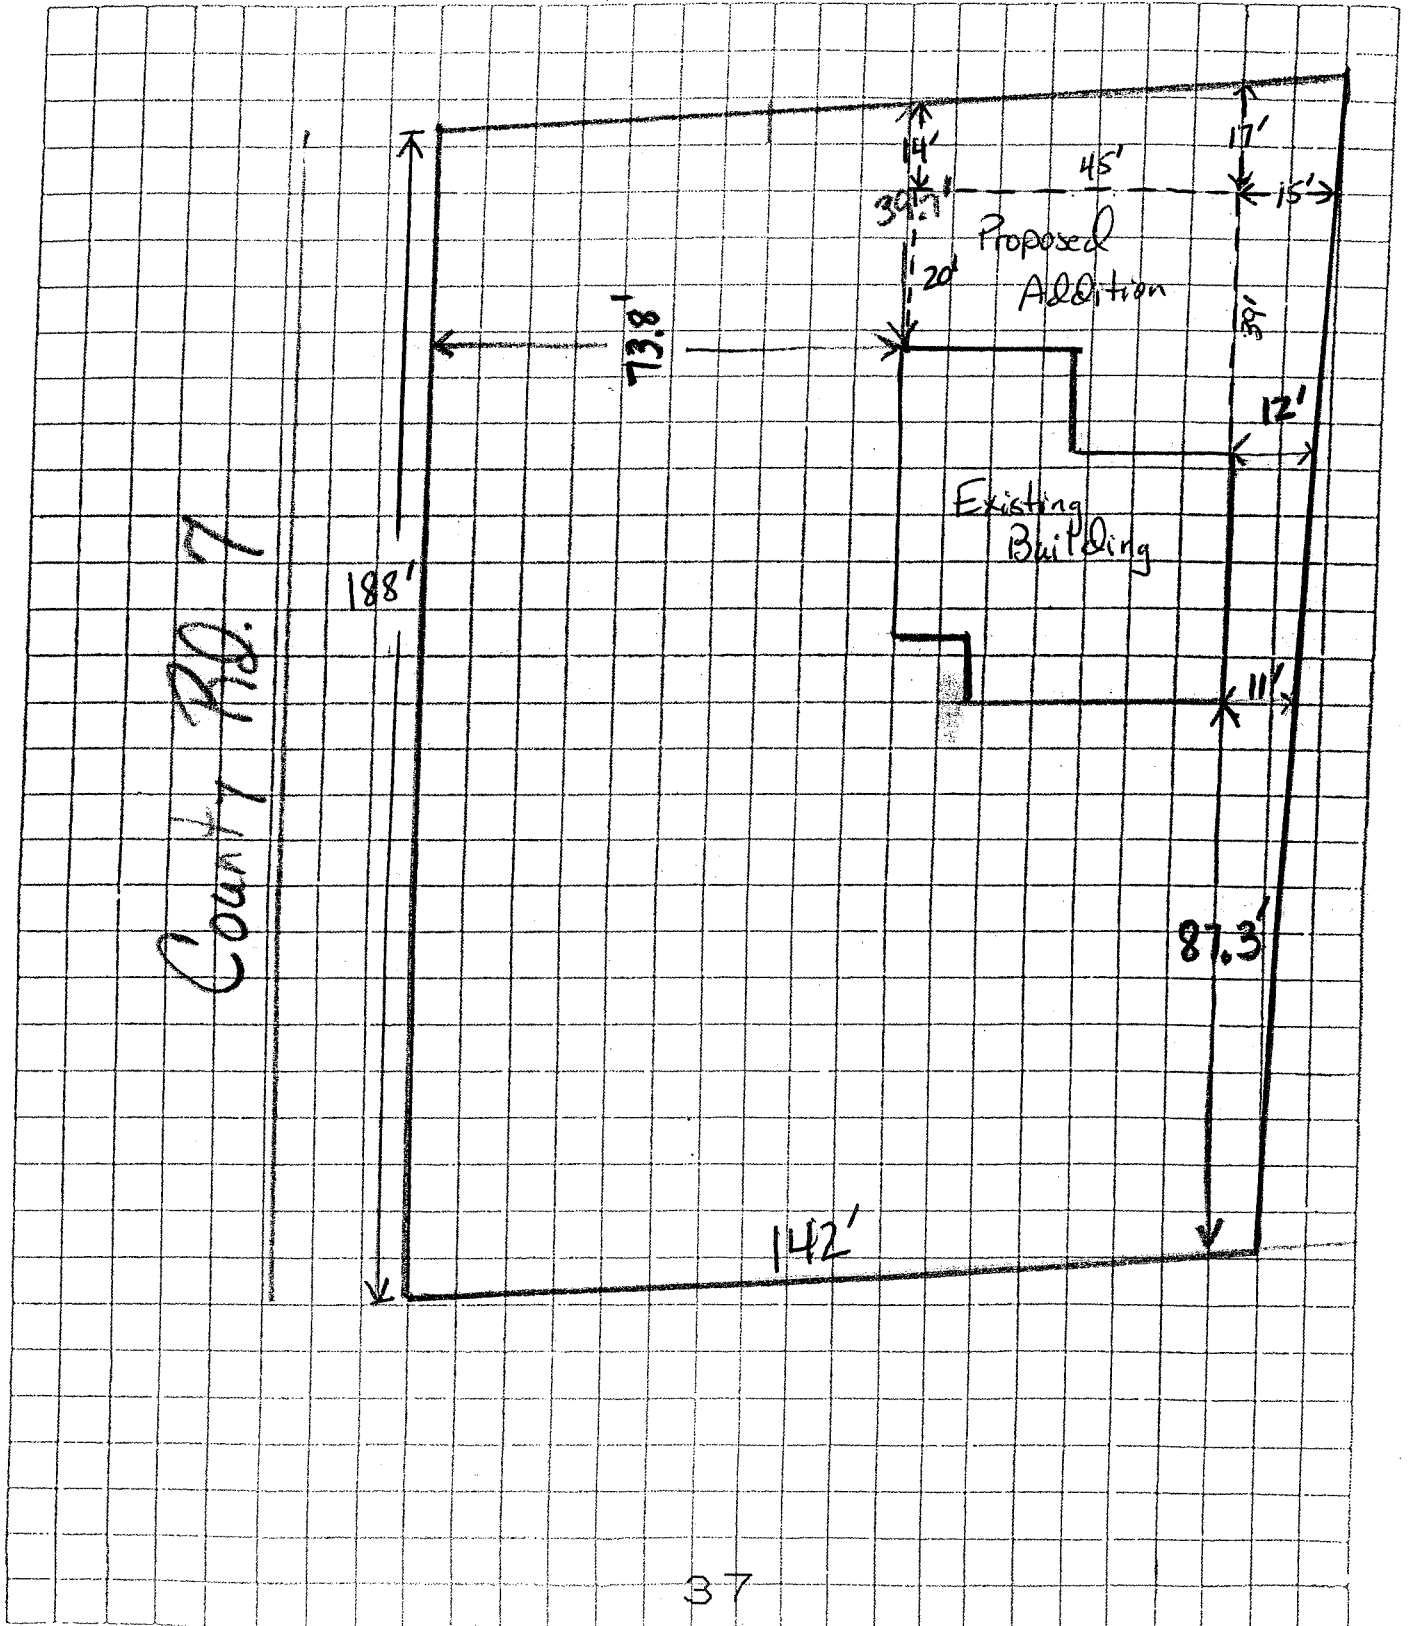 14'
17'
45'
15'
39.7'
Proposed
Addition
20'
39'
73.8'
12'
Existing
Building
188'
County RD. 7
11'
87.3'
142'
37